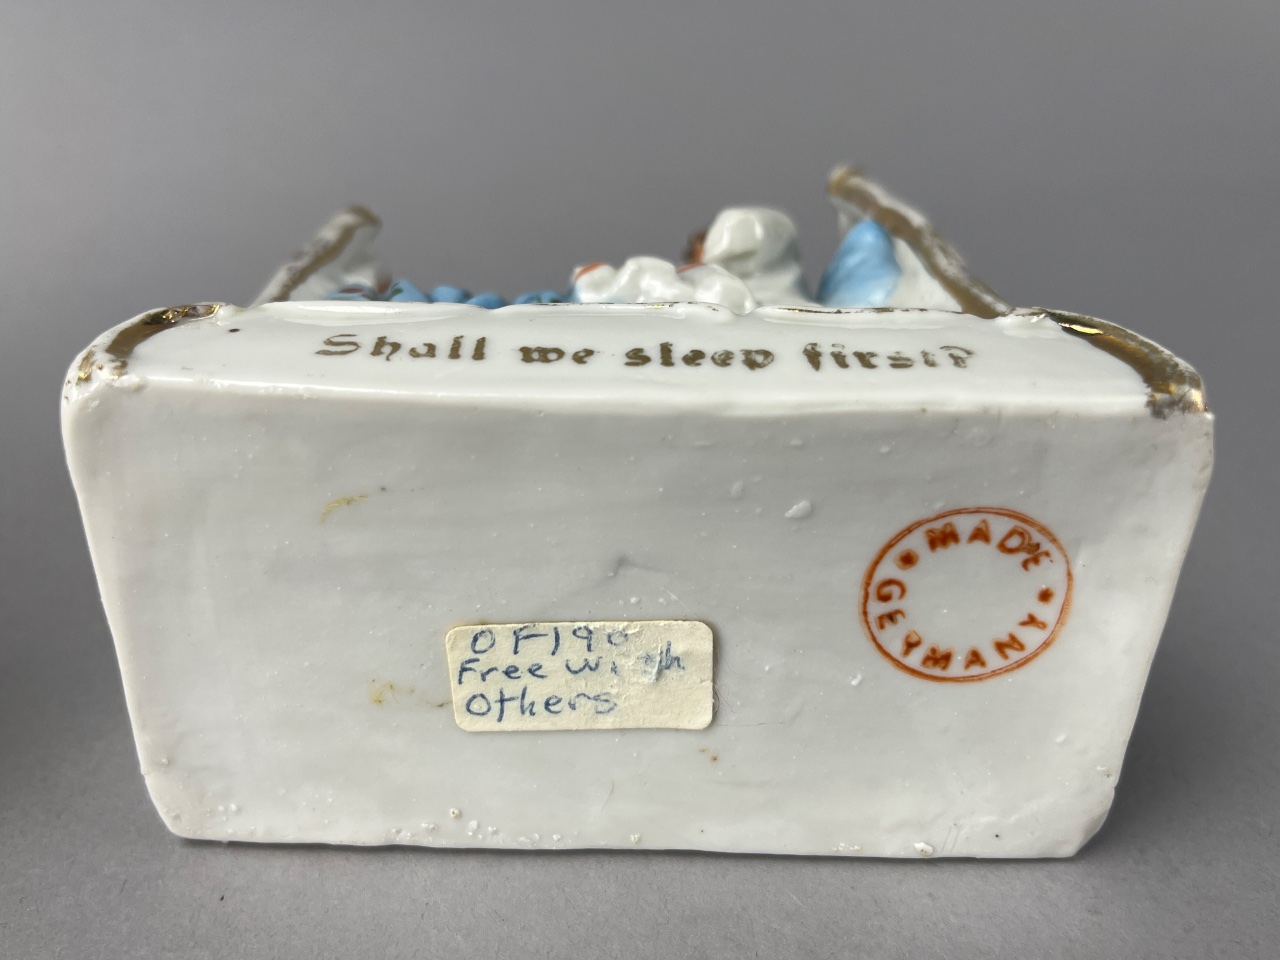 Shall we sleep first?
MADE
GERMANY
OF190
Free with
Others